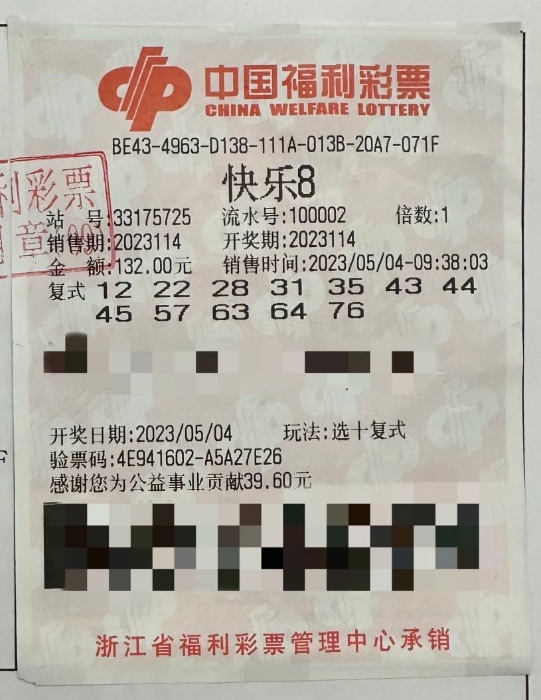 中国福利彩票
CHINA WELFARE LOTTERY
BE43-4963-D138-111A-013B-20A7-071F
快乐8
利彩票
章
站 号:33175725 流水号:100002 倍数:1
销售期:2023114 开奖期:2023114
金 额:132.00元 销售时间:2023/05/04-09:38:03
复式 12 22 28 31 35 43 44
45 57 63 64 76
开奖日期:2023/05/04 玩法:选十复式
验票码:4E941602-A5A27E26
感谢您为公益事业贡献39.60元
浙江省福利彩票管理中心承销